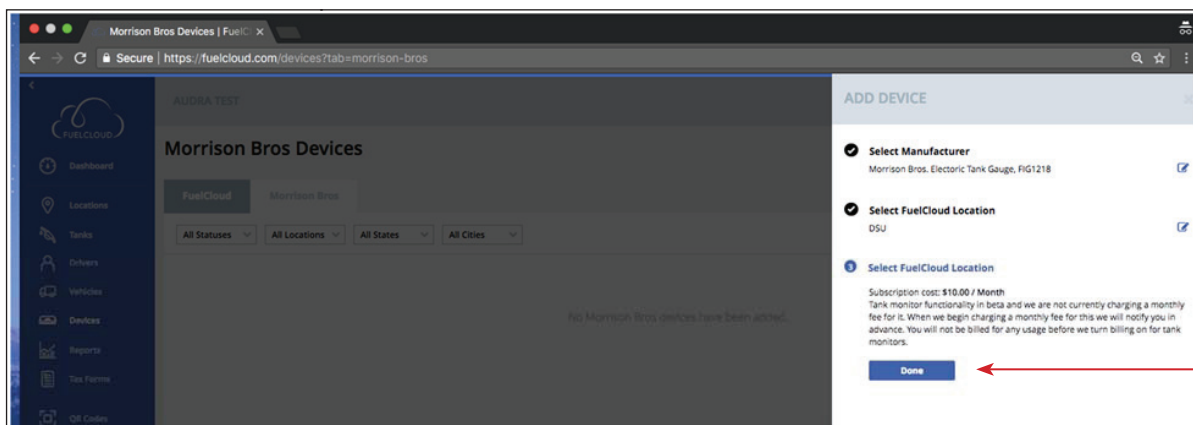 Morrison Bros Devices | FuelC
Secure | https://fuelcloud.com/devices?tab=morrison-bros
FUELCLOUD
Dashboard
Locations
Tanks
Drivers
Vehicles
Devices
Reports
Tax Forms
QR Codes
AUDRA TEST
Morrison Bros Devices
FuelCloud Morrison Bros
All Statuses All Locations All States All Cities
No Morrison Bros devices have been added.
ADD DEVICE
Select Manufacturer
Morrison Bros. Electoric Tank Gauge, FIG1218
Select FuelCloud Location
DSU
3 Select FuelCloud Location
Subscription cost: $10.00 / Month
Tank monitor functionality in beta and we are not currently charging a monthly
fee for it. When we begin charging a monthly fee for this we will notify you in
advance. You will not be billed for any usage before we turn billing on for tank
monitors.
Done